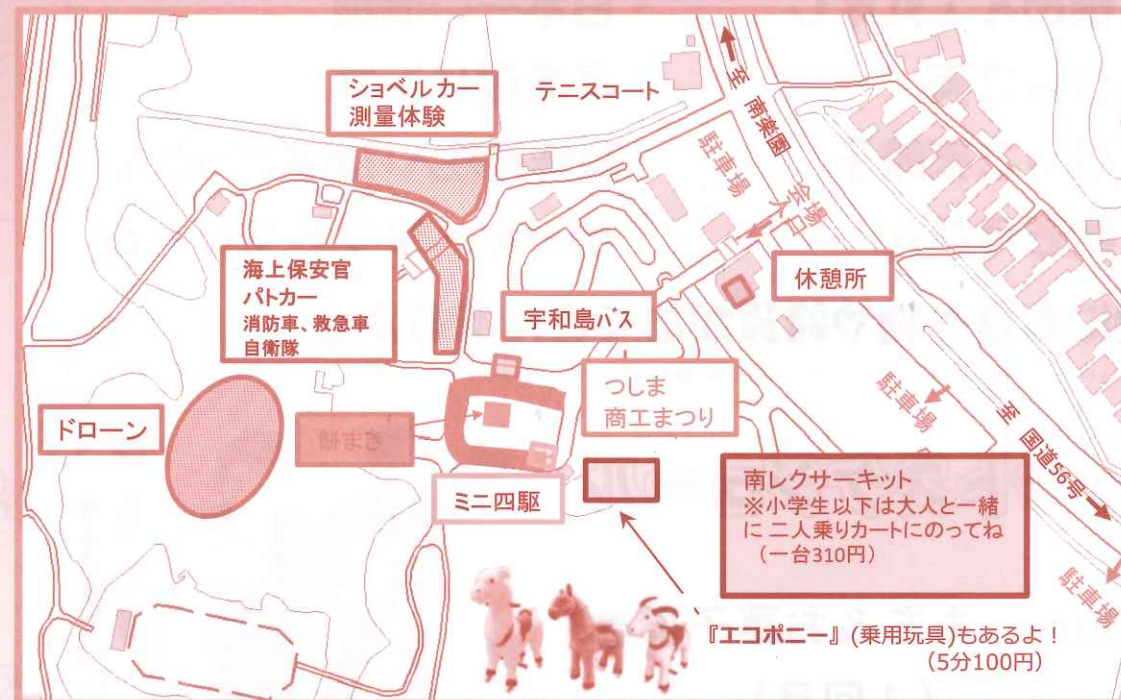 ショベルカー
測量体験
テニスコート
至 南楽園
駐車場
会場
入口
海上保安官
パトカー
消防車、救急車
自衛隊
宇和島バス
休憩所
つしま
商工まつり
駐車場
至 国道56号
ドローン
餅まき
ミニ四駆
南レクサーキット
※小学生以下は大人と一緒
に 二人乗りカートにのってね
(一台310円)
駐車場
『エコポニー』(乗用玩具)もあるよ！
(5分100円)